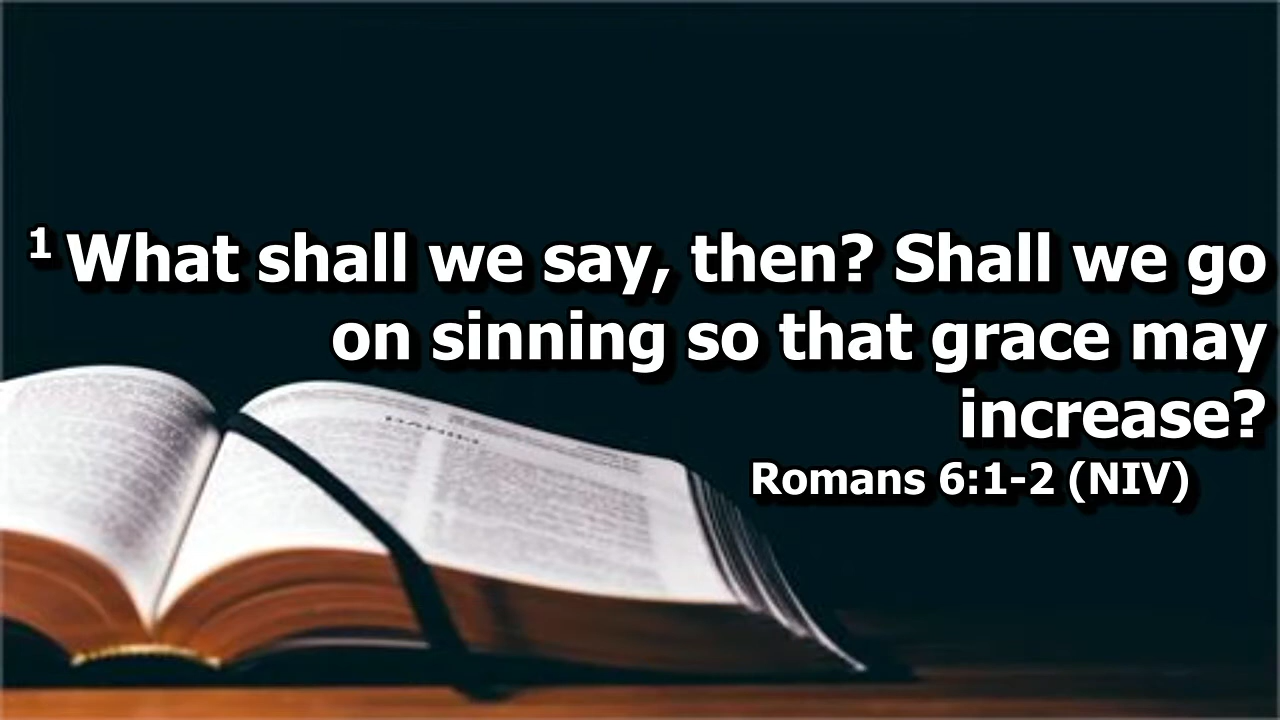 1 What shall we say, then? Shall we go
on sinning so that grace may
increase?
Romans 6:1-2 (NIV)